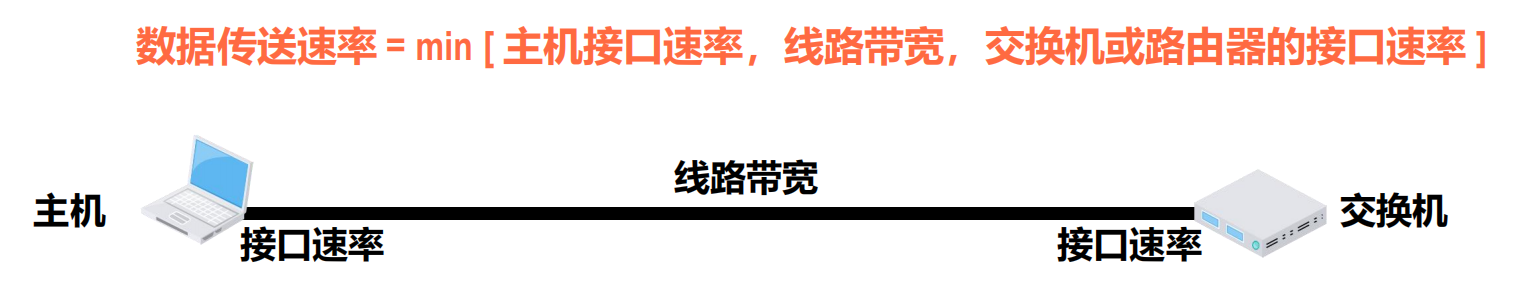 数据传送速率 = min [ 主机接口速率，线路带宽，交换机或路由器的接口速率 ]
线路带宽
主机
交换机
接口速率
接口速率